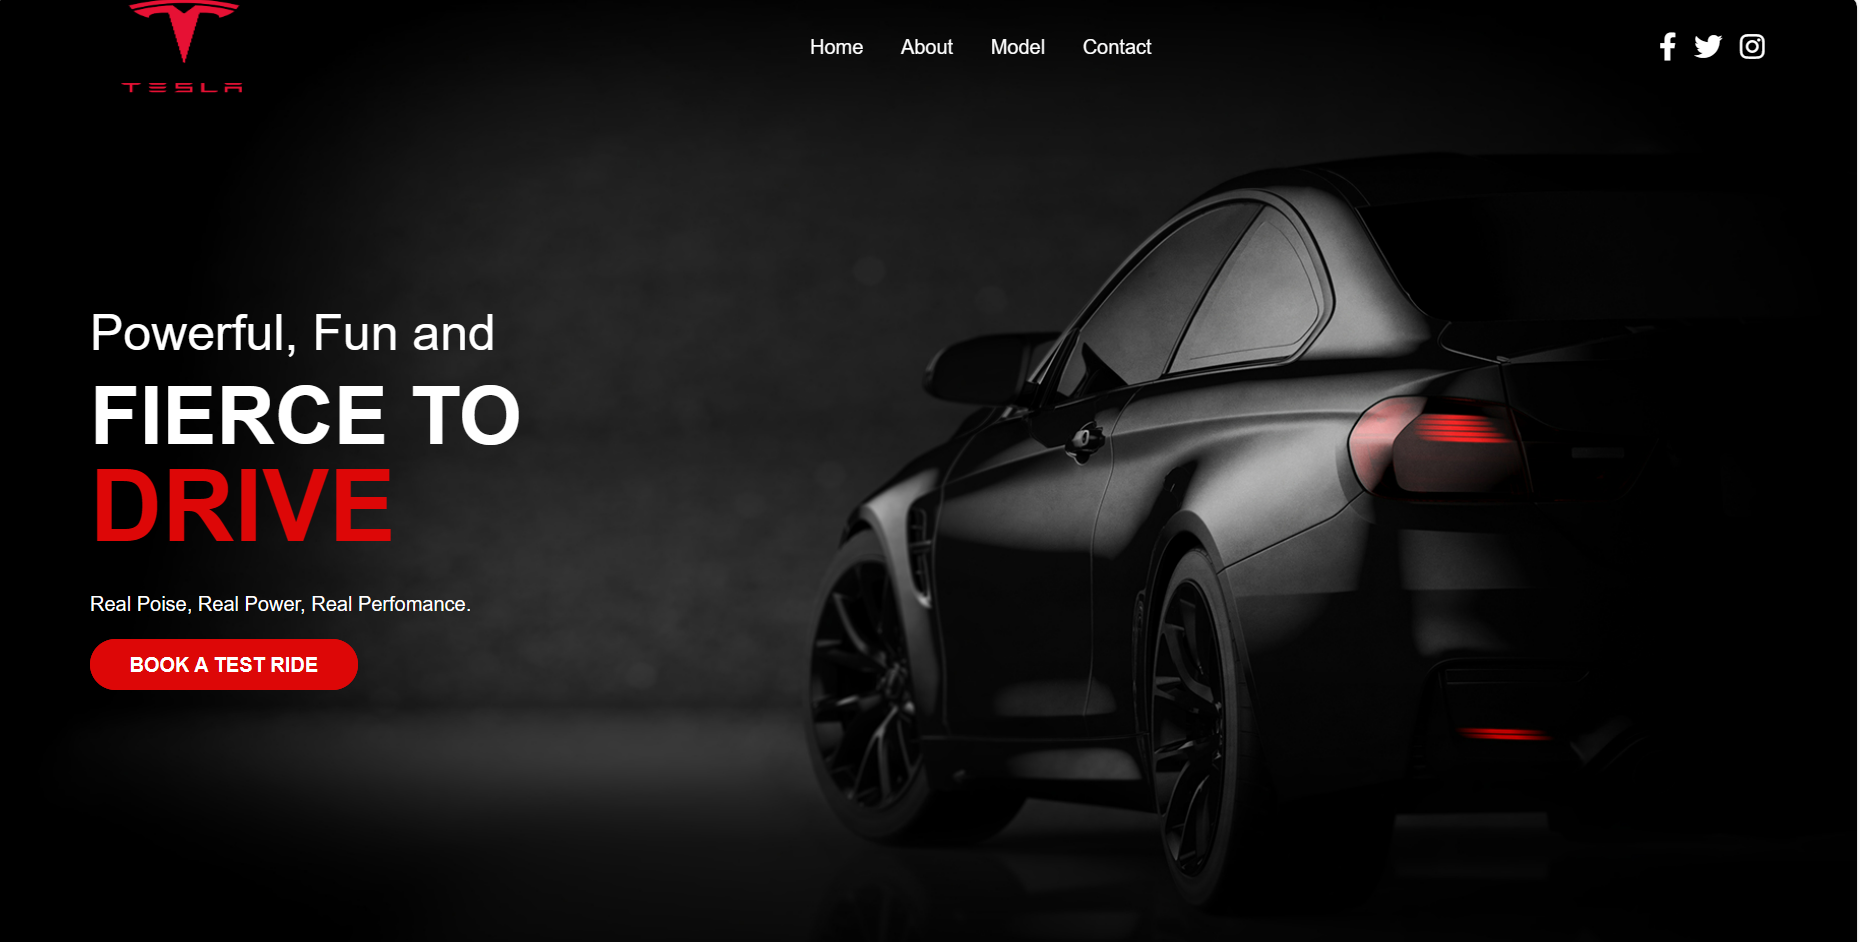 TESLA
Home About Model Contact
Powerful, Fun and
FIERCE TO
DRIVE
Real Poise, Real Power, Real Perfomance.
BOOK A TEST RIDE